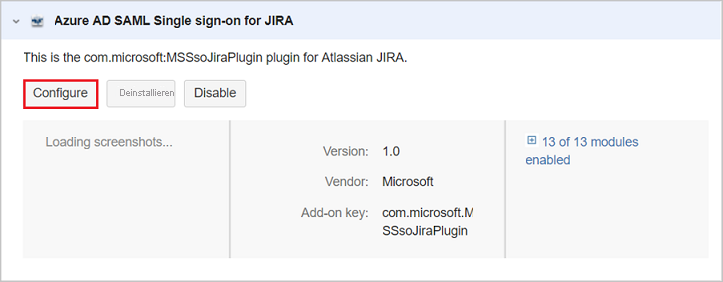 Azure AD SAML Single sign-on for JIRA
This is the com.microsoft:MSSsoJiraPlugin plugin for Atlassian JIRA.
Configure Deinstallieren Disable
Loading screenshots...
Version: 1.0
Vendor: Microsoft
Add-on key: com.microsoft.M
SSsoJiraPlugin
13 of 13 modules
enabled